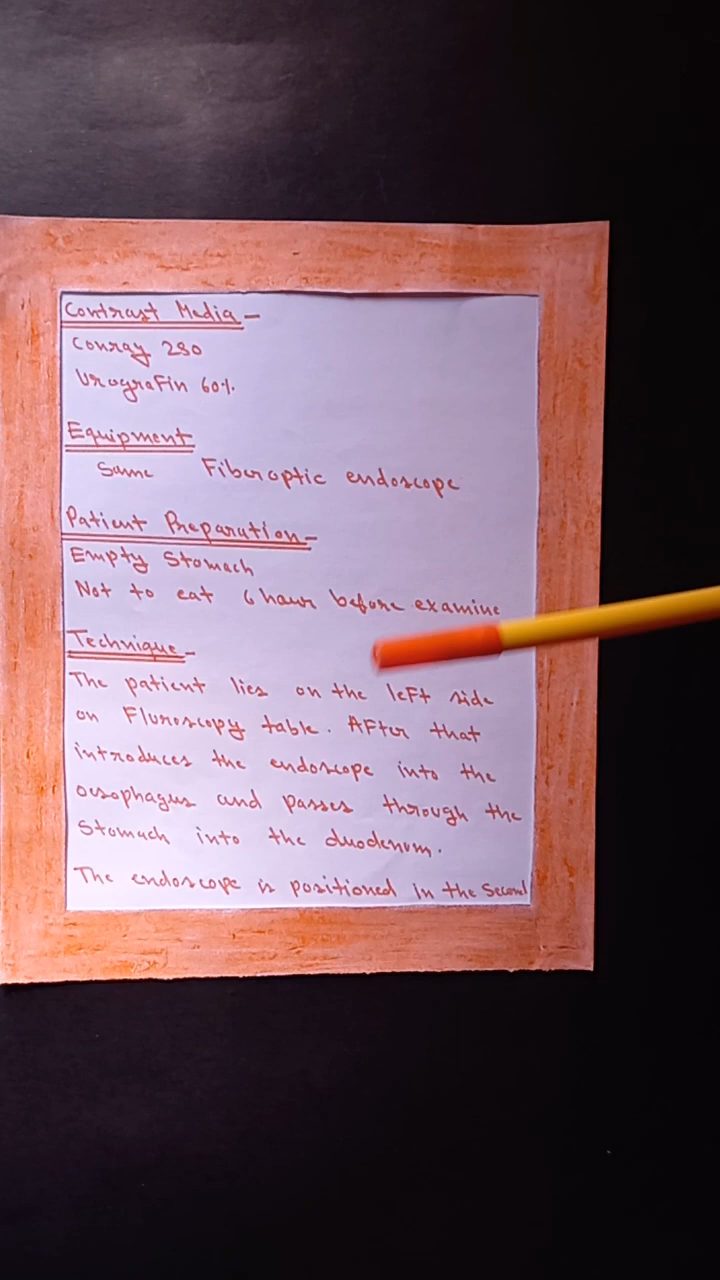 Contrast Media -
Conray 280
Urografin 60%
Equipment
Same Fiberoptic endoscope
Patient Preparation -
Empty Stomach
Not to eat 6 hour before examine
Technique -
The patient lies on the left side
on Fluroscopy table. After that
introduces the endoscope into the
oesophagus and passes through the
Stomach into the duodenum.
The endoscope is positioned in the Second